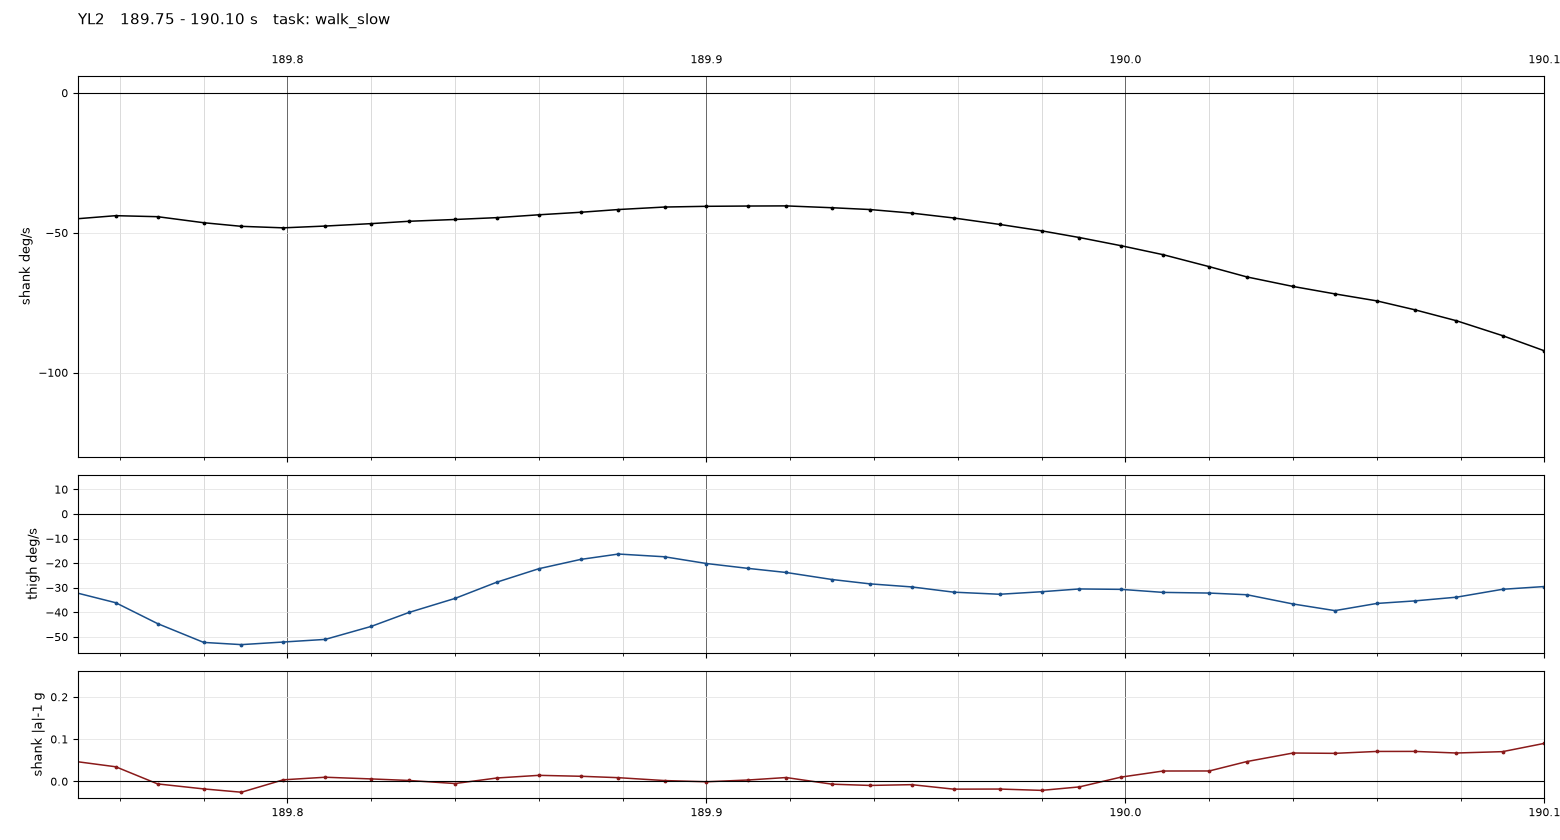 YL2   189.75 - 190.10 s   task: walk_slow
189.8 189.9 190.0 190.1
0
−50
−100
shank deg/s
10
0
−10
−20
−30
−40
−50
thigh deg/s
0.2
0.1
0.0
shank |a|-1 g
189.8 189.9 190.0 190.1